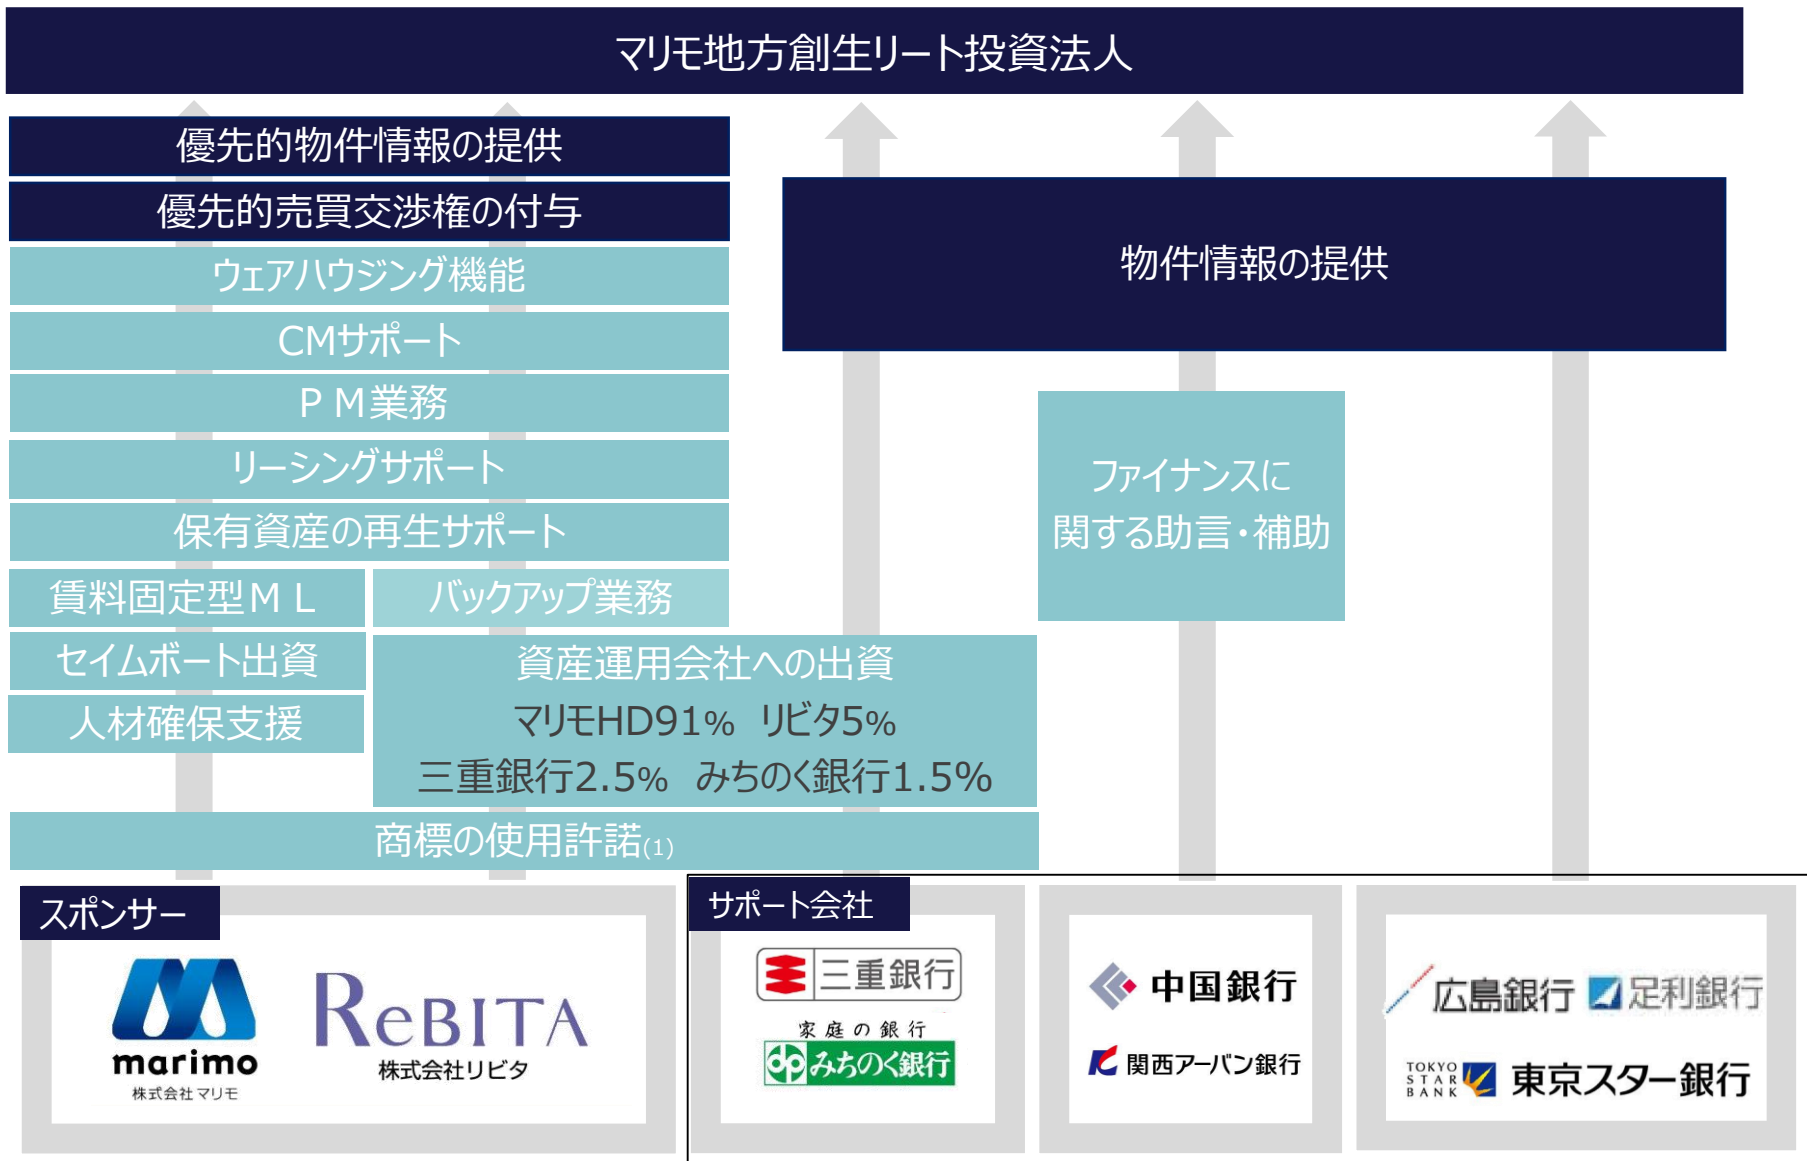 マリモ地方創生リート投資法人
優先的物件情報の提供
優先的売買交渉権の付与
ウェアハウジング機能
CMサポート
ＰＭ業務
リーシングサポート
保有資産の再生サポート
賃料固定型ＭＬ
バックアップ業務
セイムボート出資
人材確保支援
資産運用会社への出資
マリモHD91% リビタ5%
三重銀行2.5% みちのく銀行1.5%
商標の使用許諾(1)
物件情報の提供
ファイナンスに
関する助言・補助
スポンサー
marimo
株式会社マリモ
ReBITA
株式会社リビタ
サポート会社
三重銀行
家庭の銀行
みちのく銀行
中国銀行
関西アーバン銀行
広島銀行
足利銀行
TOKYO
STAR
BANK
東京スター銀行